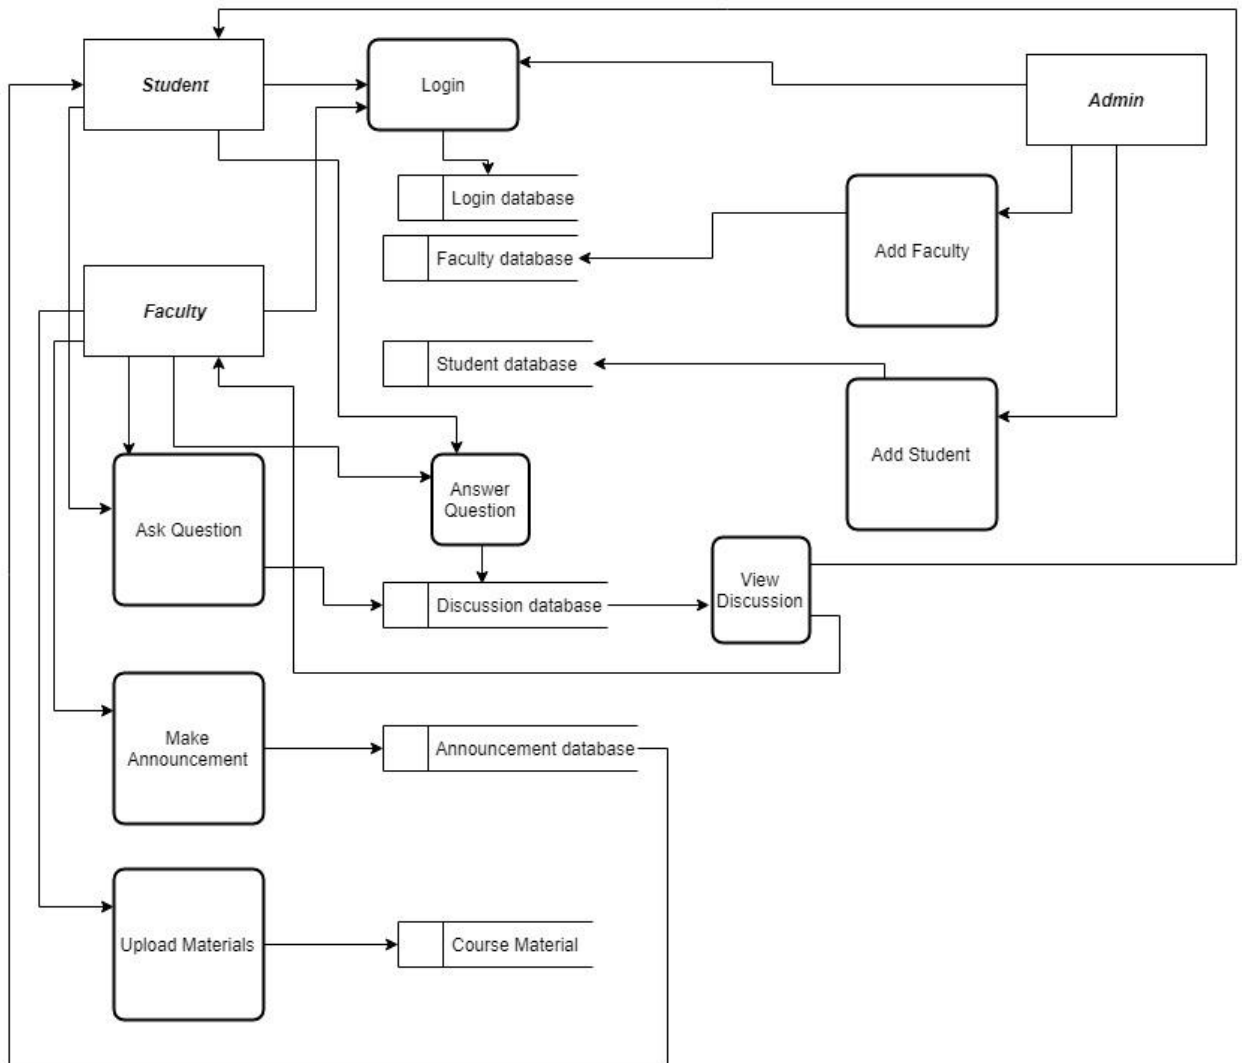 Student
Login
Admin
Login database
Faculty database
Add Faculty
Faculty
Student database
Add Student
Answer
Question
Ask Question
View
Discussion
Discussion database
Make
Announcement
Announcement database
Upload Materials
Course Material